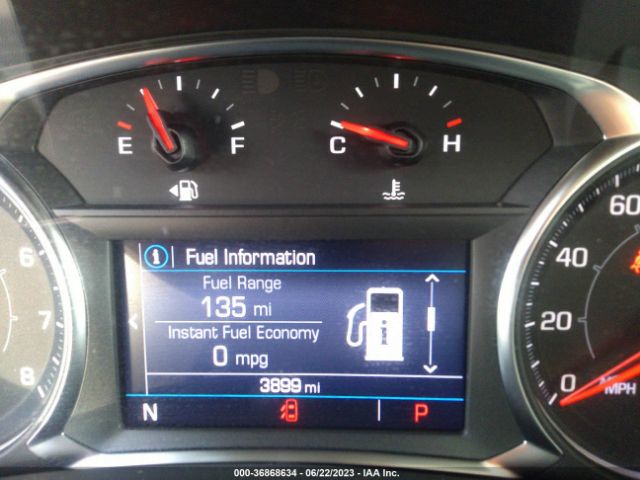 E F
C H
Fuel Information
Fuel Range
135 mi
Instant Fuel Economy
0 mpg
3899 mi
N P
6
7
8
60
40
20
0
MPH
000-36868634 - 06/22/2023 - IAA Inc.